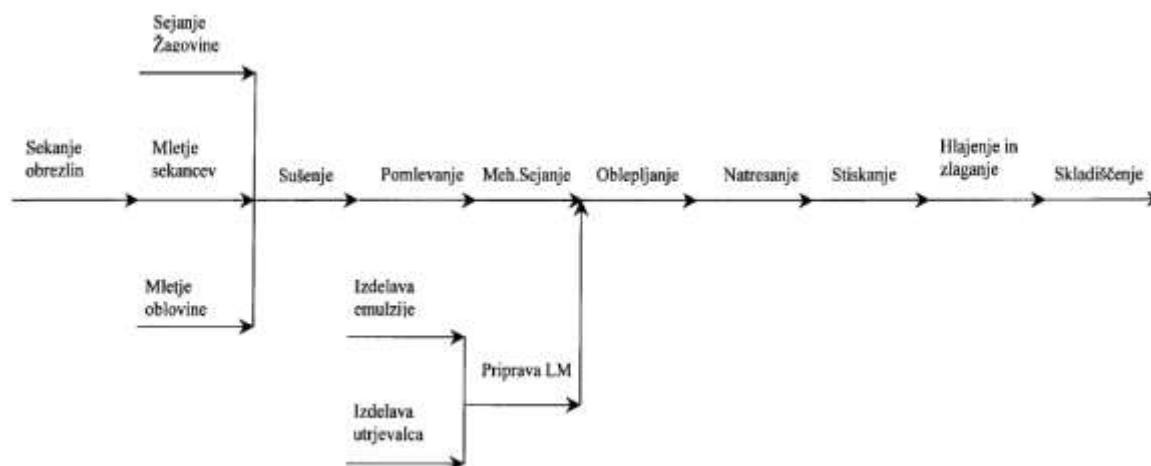 Sejanje
Žagovine
Sekanje
obrezlin
Mletje
sekancev
Sušenje
Pomlevanje
Meh.Sejanje
Oblepljanje
Natresanje
Stiskanje
Hlajenje in
zlaganje
Skladiščenje
Mletje
oblovine
Izdelava
emulzije
Priprava LM
Izdelava
utrjevalca